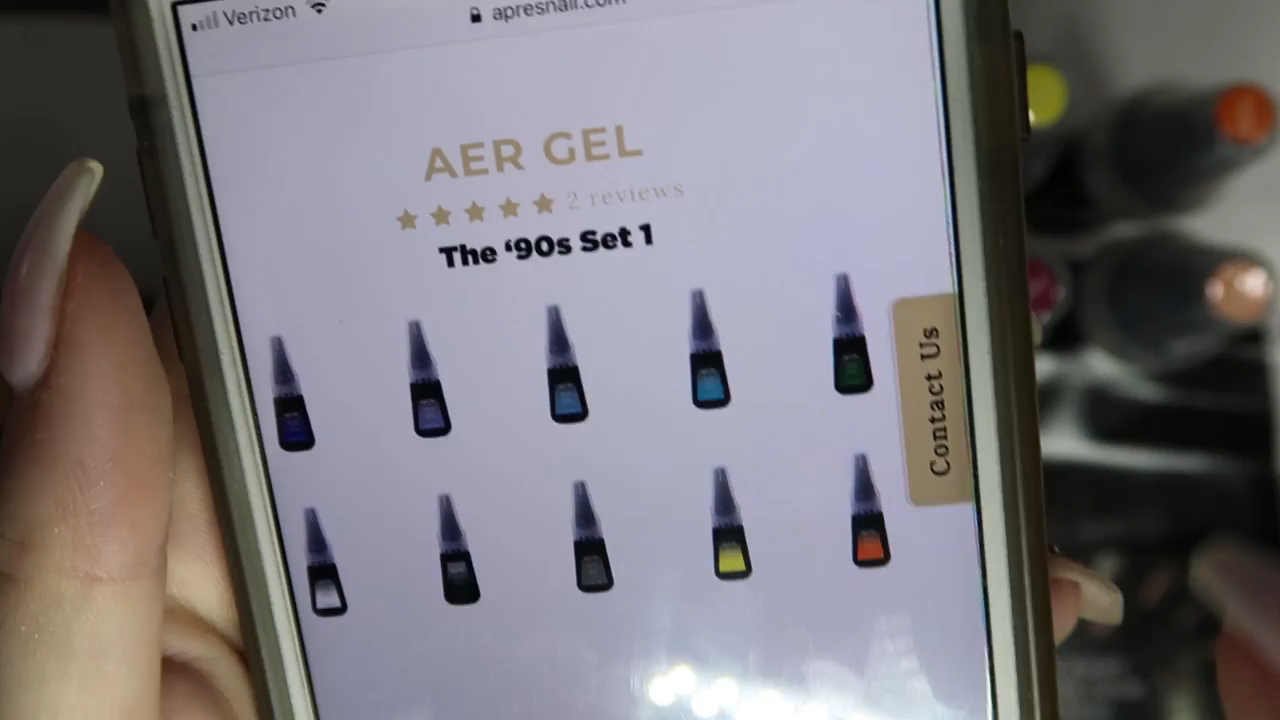 Verizon
apresnail.com
AER GEL
2 reviews
The ‘90s Set 1
Contact Us